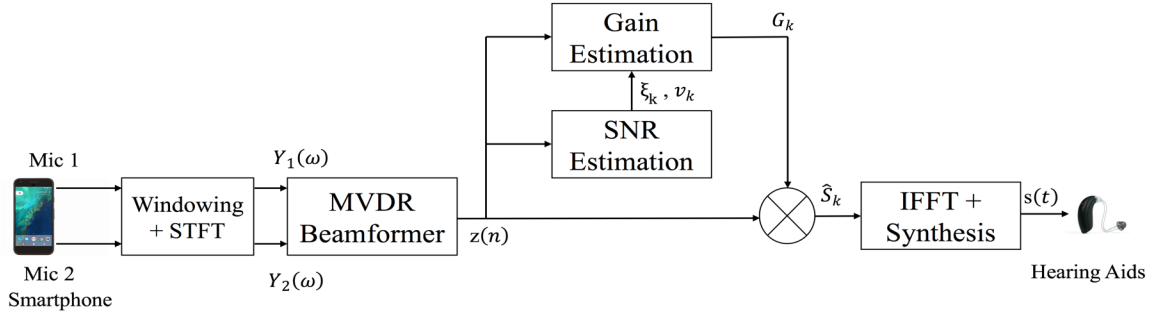 Gain
Estimation
G_k
ξ_k , v_k
SNR
Estimation
Mic 1
Y_1(ω)
Windowing
+ STFT
MVDR
Beamformer
z(n)
Ŝ_k
IFFT +
Synthesis
s(t)
Mic 2
Smartphone
Y_2(ω)
Hearing Aids